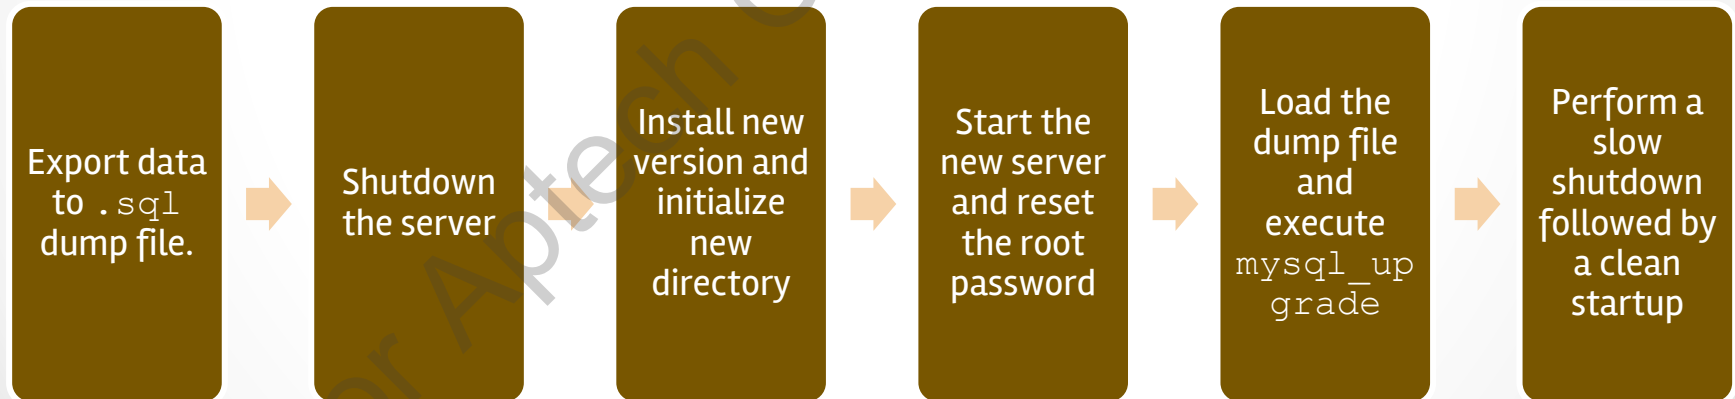 Export data
to .sql
dump file.
Shutdown
the server
Install new
version and
initialize
new
directory
Start the
new server
and reset
the root
password
Load the
dump file
and
execute
mysql_up
grade
Perform a
slow
shutdown
followed by
a clean
startup
or Aptech C